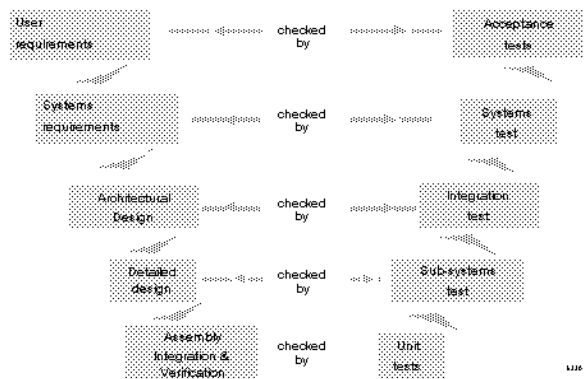 User
requirements
checked
by
Acceptance
tests
Systems
requirements
checked
by
Systems
test
Architectural
Design
checked
by
Integration
test
Detailed
design
checked
by
Sub-systems
test
Assembly
Integration &
Verification
checked
by
Unit
tests